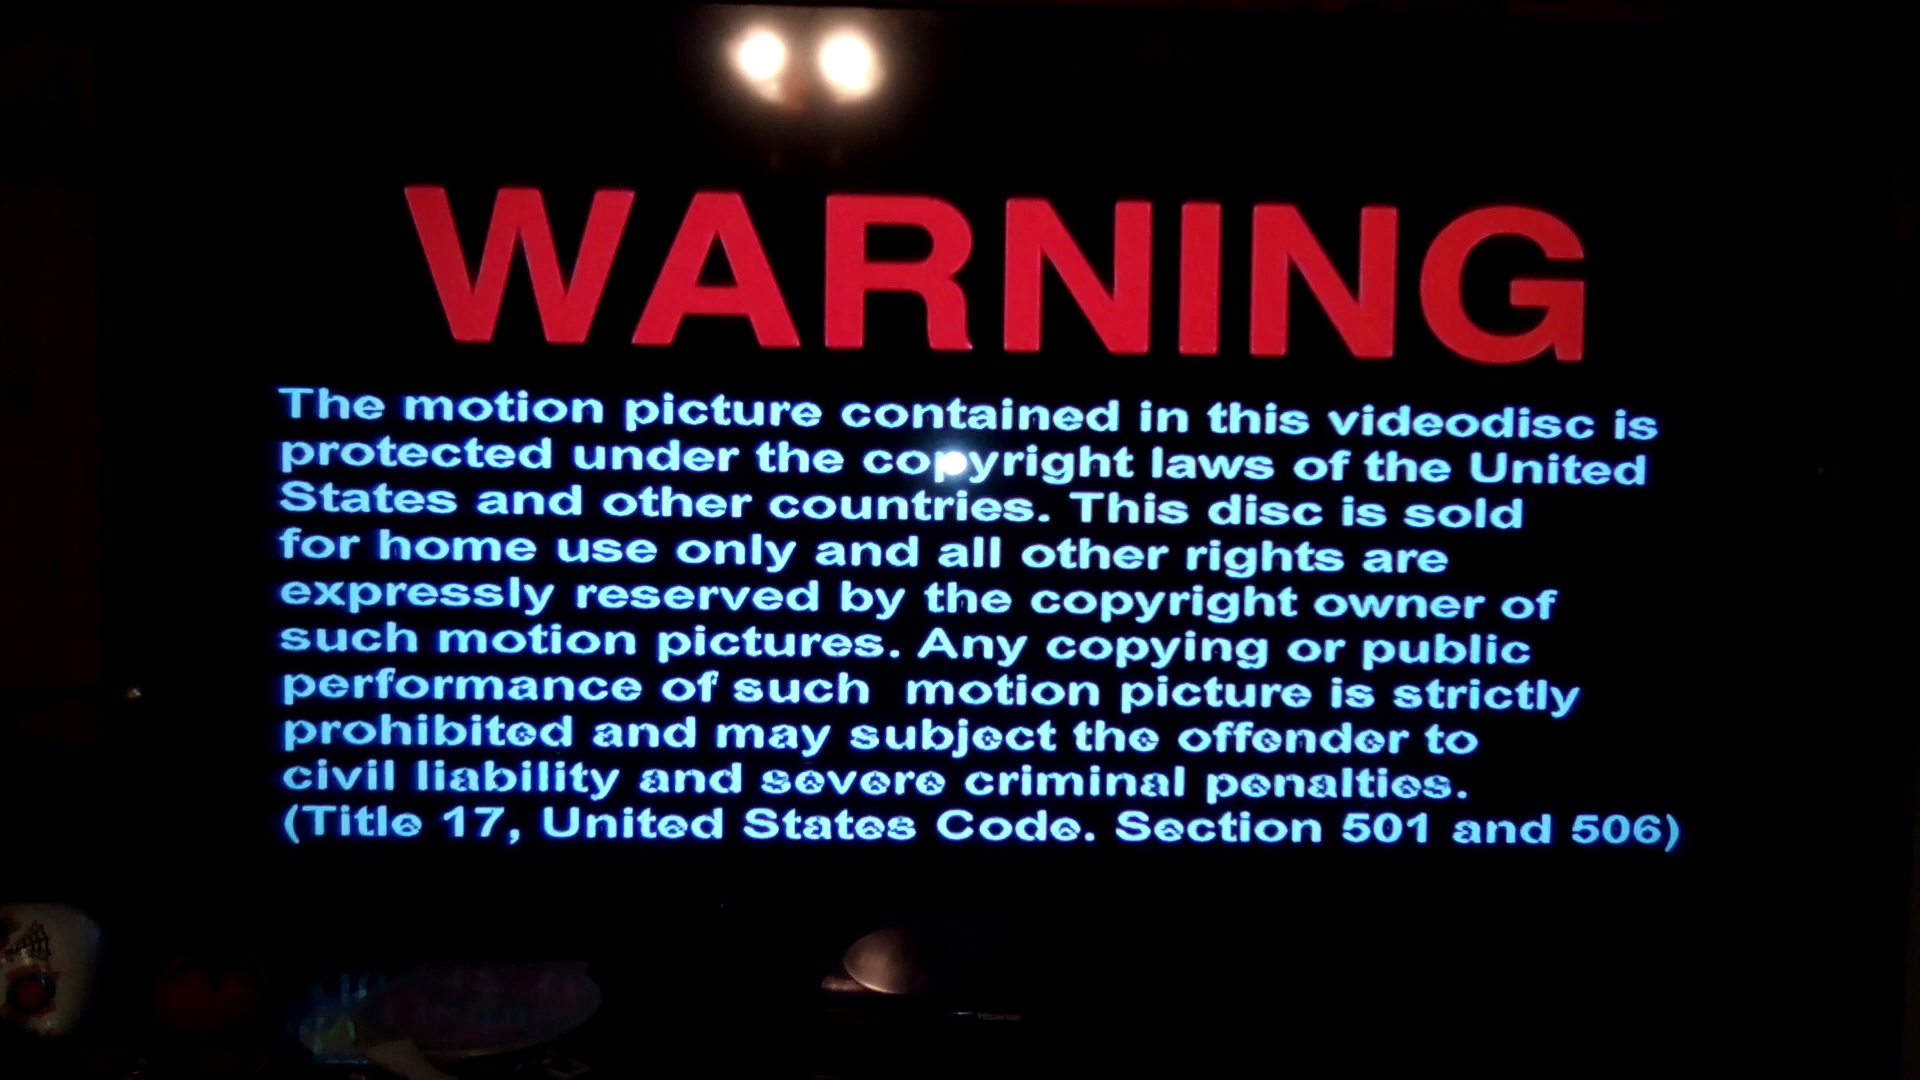 WARNING
The motion picture contained in this videodisc is
protected under the copyright laws of the United
States and other countries. This disc is sold
for home use only and all other rights are
expressly reserved by the copyright owner of
such motion pictures. Any copying or public
performance of such motion picture is strictly
prohibited and may subject the offender to
civil liability and severe criminal penalties.
(Title 17, United States Code. Section 501 and 506)
Hisense